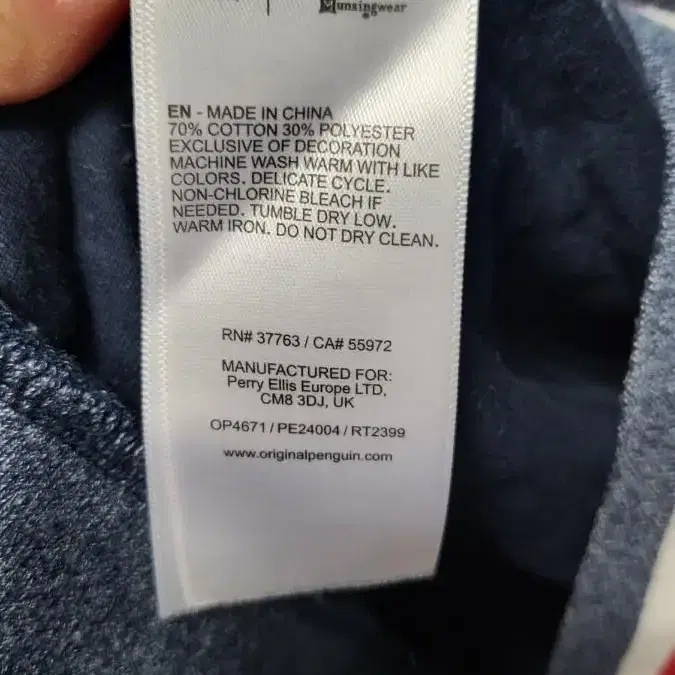 Munsingwear
EN - MADE IN CHINA
70% COTTON 30% POLYESTER
EXCLUSIVE OF DECORATION
MACHINE WASH WARM WITH LIKE
COLORS. DELICATE CYCLE.
NON-CHLORINE BLEACH IF
NEEDED. TUMBLE DRY LOW.
WARM IRON. DO NOT DRY CLEAN.
RN# 37763 / CA# 55972
MANUFACTURED FOR:
Perry Ellis Europe LTD,
CM8 3DJ, UK
OP4671 / PE24004 / RT2399
www.originalpenguin.com